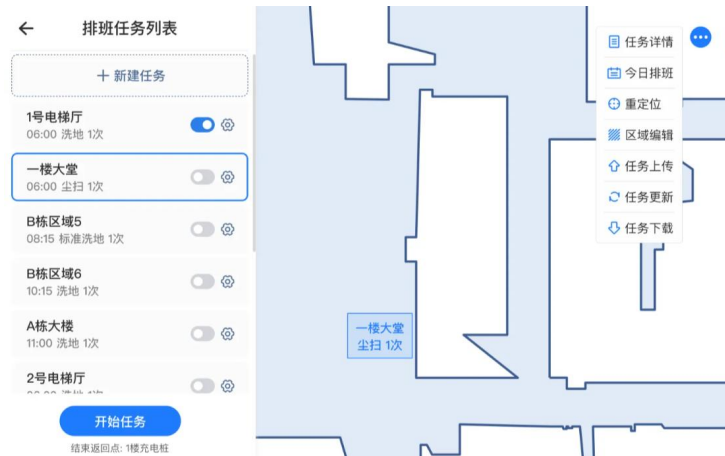 排班任务列表
＋ 新建任务
1号电梯厅
06:00 洗地 1次
一楼大堂
06:00 尘扫 1次
B栋区域5
08:15 标准洗地 1次
B栋区域6
10:15 洗地 1次
A栋大楼
11:00 洗地 1次
2号电梯厅
开始任务
结束返回点: 1楼充电桩
一楼大堂
尘扫 1次
任务详情
今日排班
重定位
区域编辑
任务上传
任务更新
任务下载